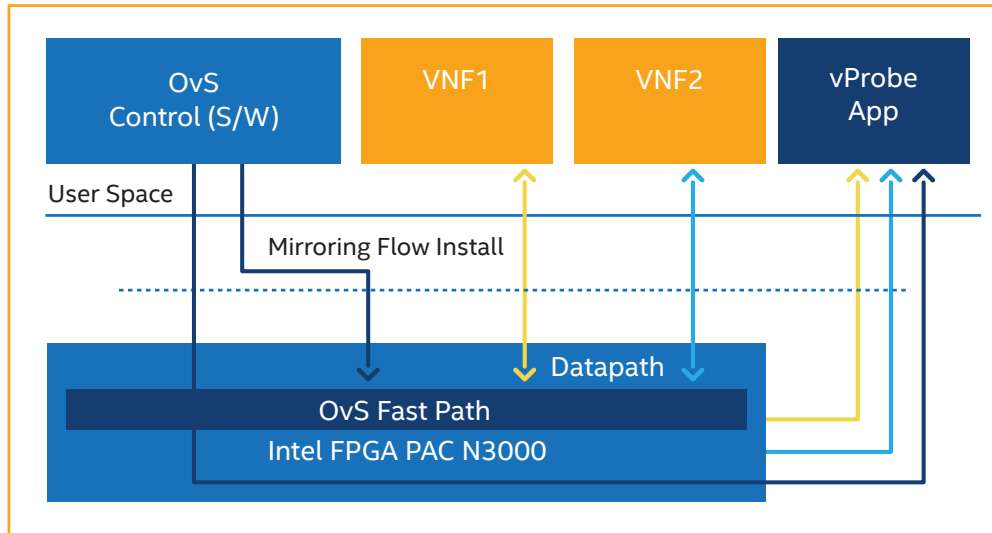 OvS
Control (S/W)
VNF1
VNF2
vProbe
App
User Space
Mirroring Flow Install
Datapath
OvS Fast Path
Intel FPGA PAC N3000